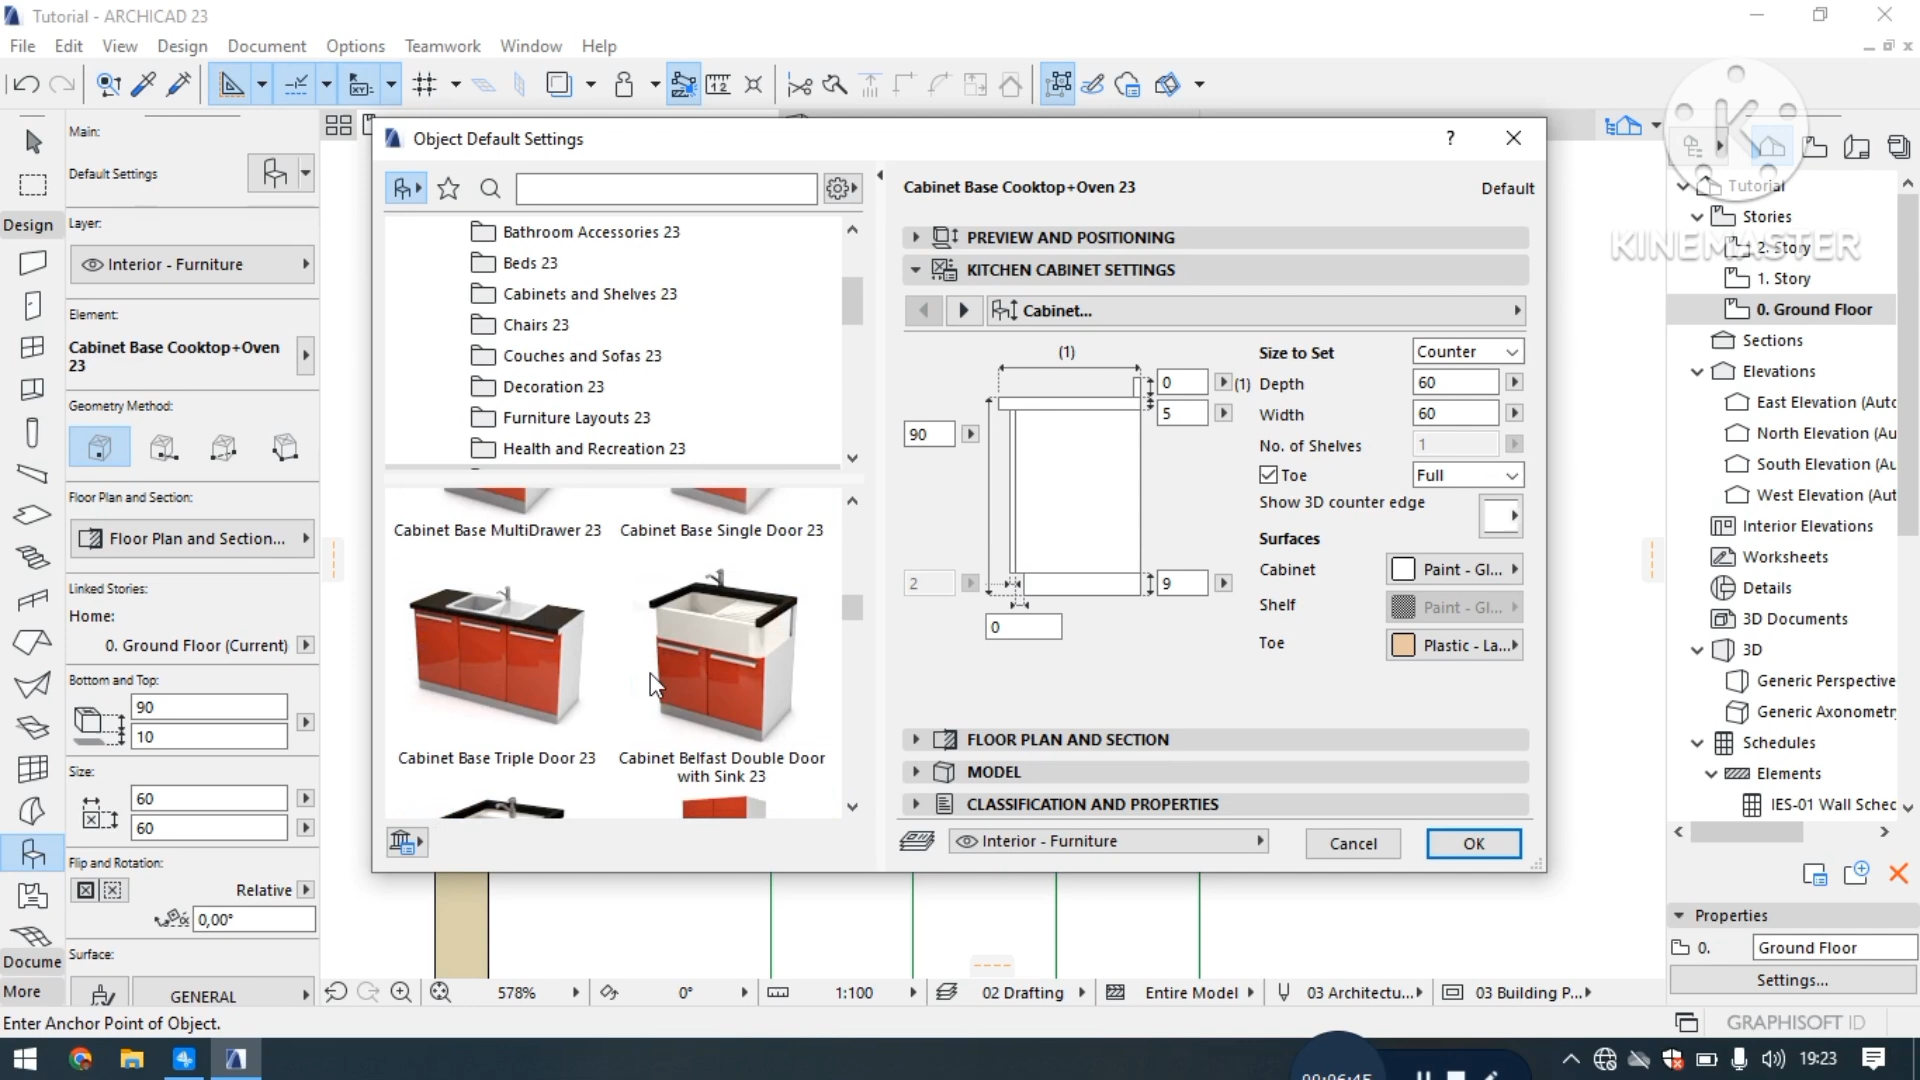 Tutorial - ARCHICAD 23
File Edit View Design Document Options Teamwork Window Help
Main:
Default Settings
Layer:
Interior - Furniture
Element:
Cabinet Base Cooktop+Oven 23
Geometry Method:
Floor Plan and Section:
Floor Plan and Section...
Linked Stories:
Home:
0. Ground Floor (Current)
Bottom and Top:
90
10
Size:
60
60
Flip and Rotation:
Relative
0,00°
Surface:
GENERAL
Design
Docume
More
Object Default Settings
?
Bathroom Accessories 23
Beds 23
Cabinets and Shelves 23
Chairs 23
Couches and Sofas 23
Decoration 23
Furniture Layouts 23
Health and Recreation 23
Cabinet Base MultiDrawer 23
Cabinet Base Single Door 23
Cabinet Base Triple Door 23
Cabinet Belfast Double Door with Sink 23
Cabinet Base Cooktop+Oven 23
Default
PREVIEW AND POSITIONING
KITCHEN CABINET SETTINGS
Cabinet...
(1)
0
(1)
5
90
2
9
0
Size to Set
Counter
Depth
60
Width
60
No. of Shelves
1
Toe
Full
Show 3D counter edge
Surfaces
Cabinet
Paint - Gl...
Shelf
Paint - Gl...
Toe
Plastic - La...
FLOOR PLAN AND SECTION
MODEL
CLASSIFICATION AND PROPERTIES
Interior - Furniture
Cancel
OK
KINEMASTER
Tutorial
Stories
2. Story
1. Story
0. Ground Floor
Sections
Elevations
East Elevation (Auto
North Elevation (Au
South Elevation (Au
West Elevation (Aut
Interior Elevations
Worksheets
Details
3D Documents
3D
Generic Perspective
Generic Axonometr
Schedules
Elements
IES-01 Wall Sched
Properties
0.
Ground Floor
Settings...
578%
0°
1:100
02 Drafting
Entire Model
03 Architectu...
03 Building P...
Enter Anchor Point of Object.
GRAPHISOFT ID
19:23